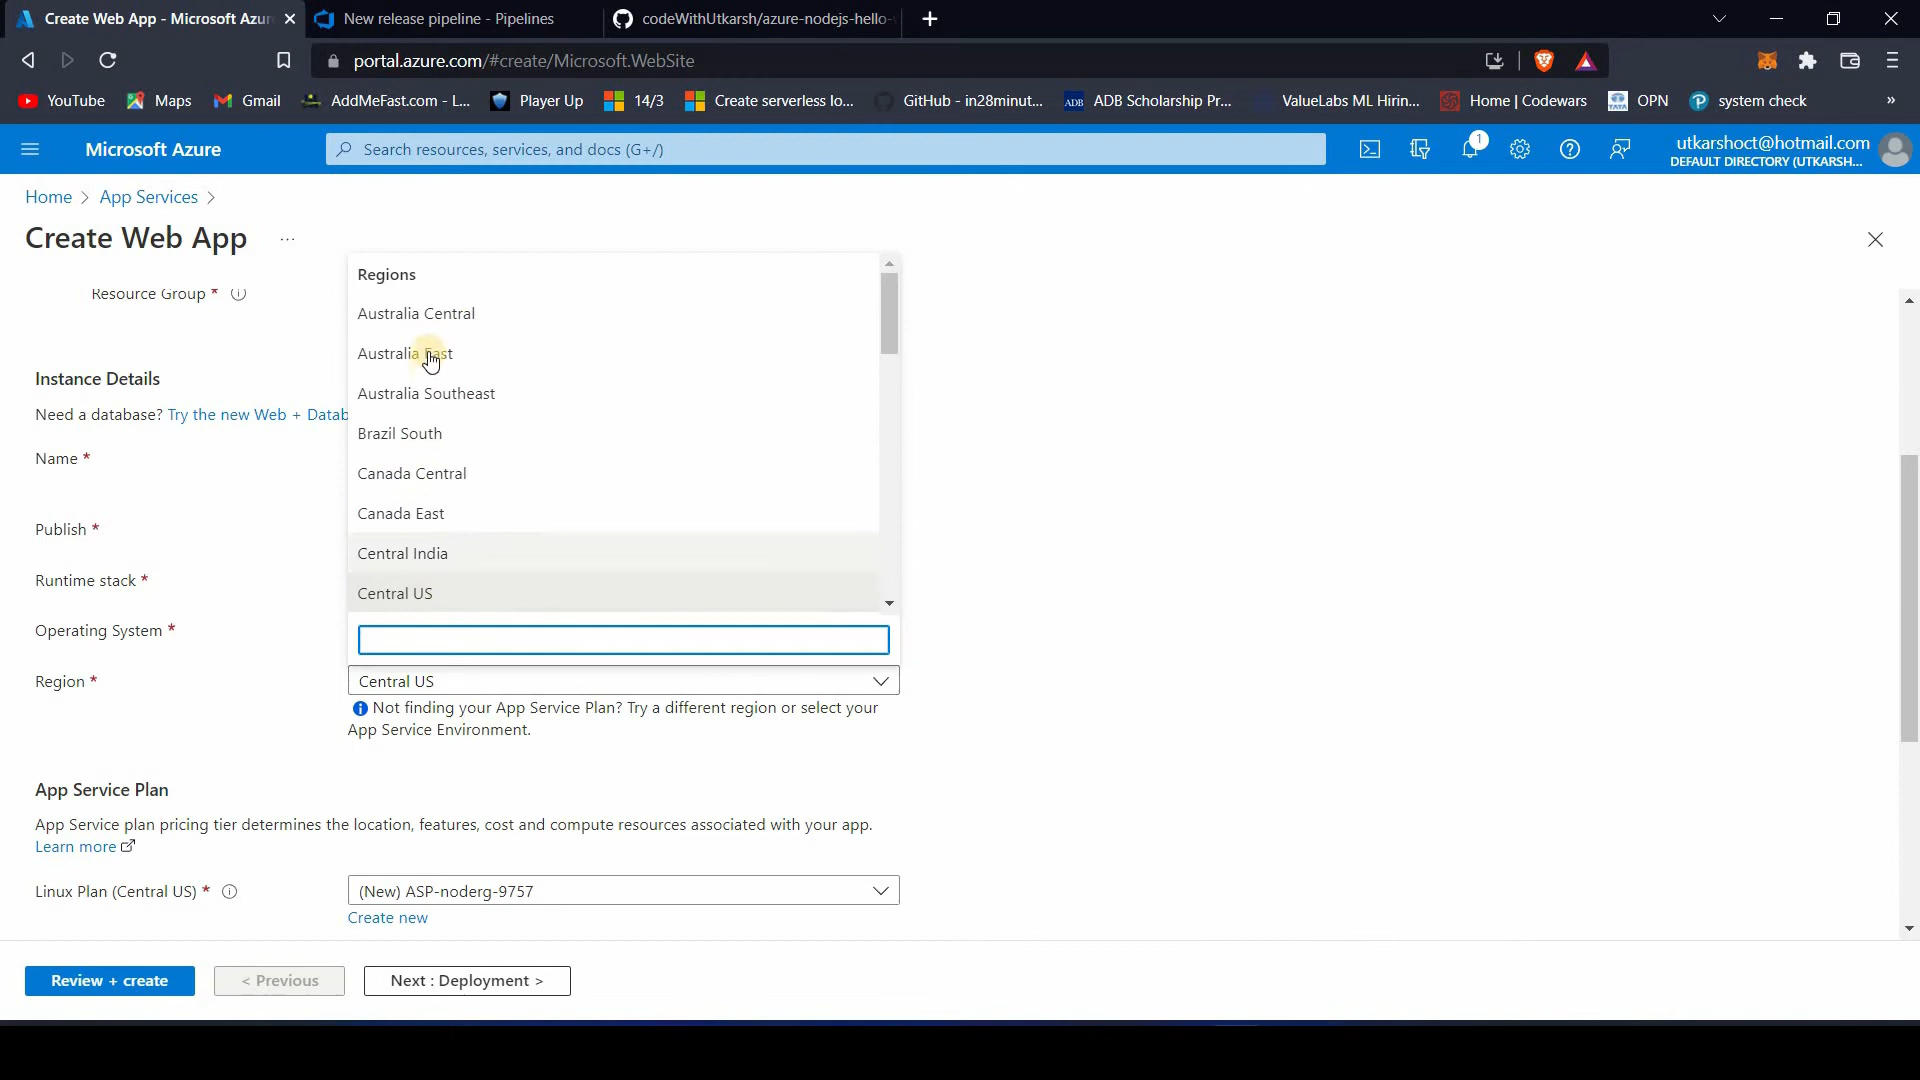 Create Web App - Microsoft Azu
New release pipeline - Pipelines
codeWithUtkarsh/azure-nodejs-hello-
portal.azure.com/#create/Microsoft.WebSite
YouTube
Maps
Gmail
AddMeFast.com - L...
Player Up
14/3
Create serverless lo...
GitHub - in28minut...
ADB Scholarship Pr...
ValueLabs ML Hirin...
Home | Codewars
OPN
system check
»
Microsoft Azure
Search resources, services, and docs (G+/)
1
utkarshoct@hotmail.com
DEFAULT DIRECTORY (UTKARSH...
Home > App Services >
Create Web App ...
Resource Group *
Regions
Australia Central
Australia East
Australia Southeast
Brazil South
Canada Central
Canada East
Central India
Central US
Instance Details
Need a database? Try the new Web + Datab
Name *
Publish *
Runtime stack *
Operating System *
Region *
Central US
Not finding your App Service Plan? Try a different region or select your
App Service Environment.
App Service Plan
App Service plan pricing tier determines the location, features, cost and compute resources associated with your app.
Learn more
Linux Plan (Central US) *
(New) ASP-noderg-9757
Create new
Review + create
< Previous
Next : Deployment >